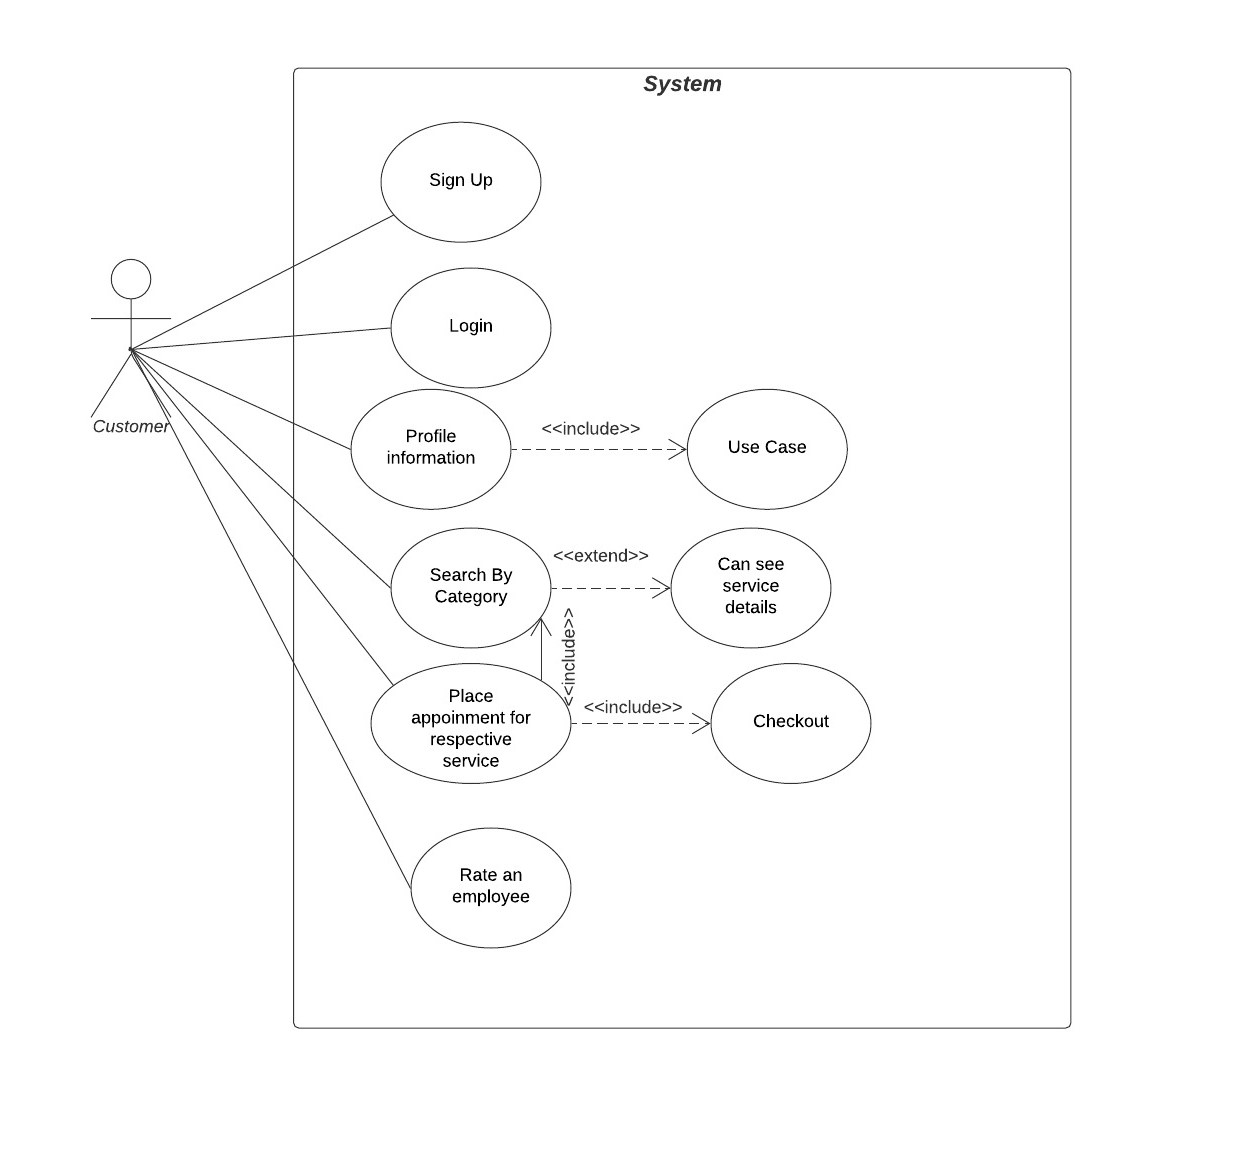 System
Sign Up
Login
Customer
Profile
information
<<include>>
Use Case
Search By
Category
<<extend>>
Can see
service
details
<<include>>
Place
appoinment for
respective
service
<<include>>
Checkout
Rate an
employee